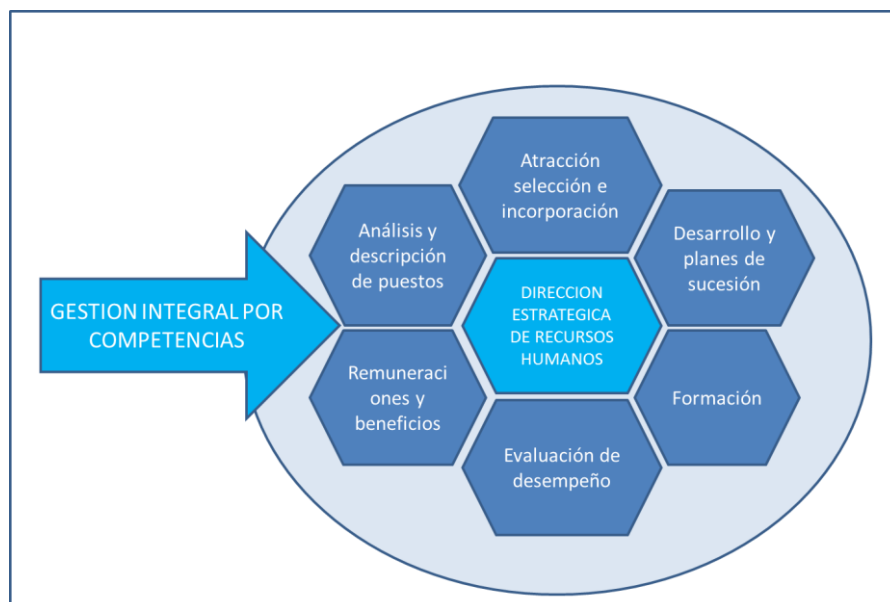 Atracción
selección e
incorporación
Análisis y
descripción
de puestos
Desarrollo y
planes de
sucesión
GESTION INTEGRAL POR
COMPETENCIAS
DIRECCION
ESTRATEGICA
DE RECURSOS
HUMANOS
Remuneraci
ones y
beneficios
Formación
Evaluación de
desempeño